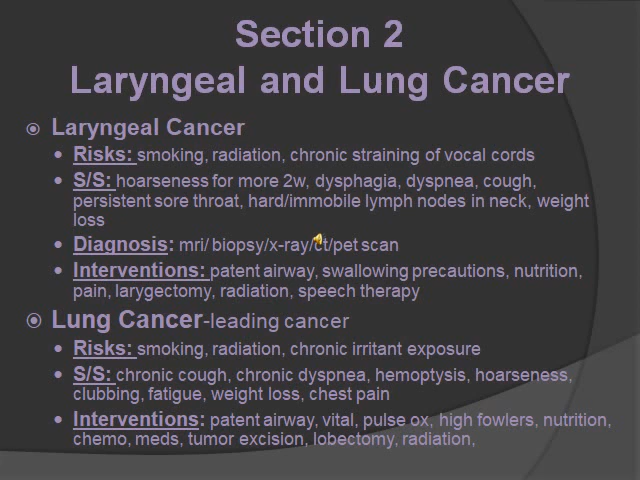 Section 2
Laryngeal and Lung Cancer
Laryngeal Cancer
Risks: smoking, radiation, chronic straining of vocal cords
S/S: hoarseness for more 2w, dysphagia, dyspnea, cough,
persistent sore throat, hard/immobile lymph nodes in neck, weight
loss
Diagnosis: mri/ biopsy/x-ray/ct/pet scan
Interventions: patent airway, swallowing precautions, nutrition,
pain, larygectomy, radiation, speech therapy
Lung Cancer-leading cancer
Risks: smoking, radiation, chronic irritant exposure
S/S: chronic cough, chronic dyspnea, hemoptysis, hoarseness,
clubbing, fatigue, weight loss, chest pain
Interventions: patent airway, vital, pulse ox, high fowlers, nutrition,
chemo, meds, tumor excision, lobectomy, radiation,